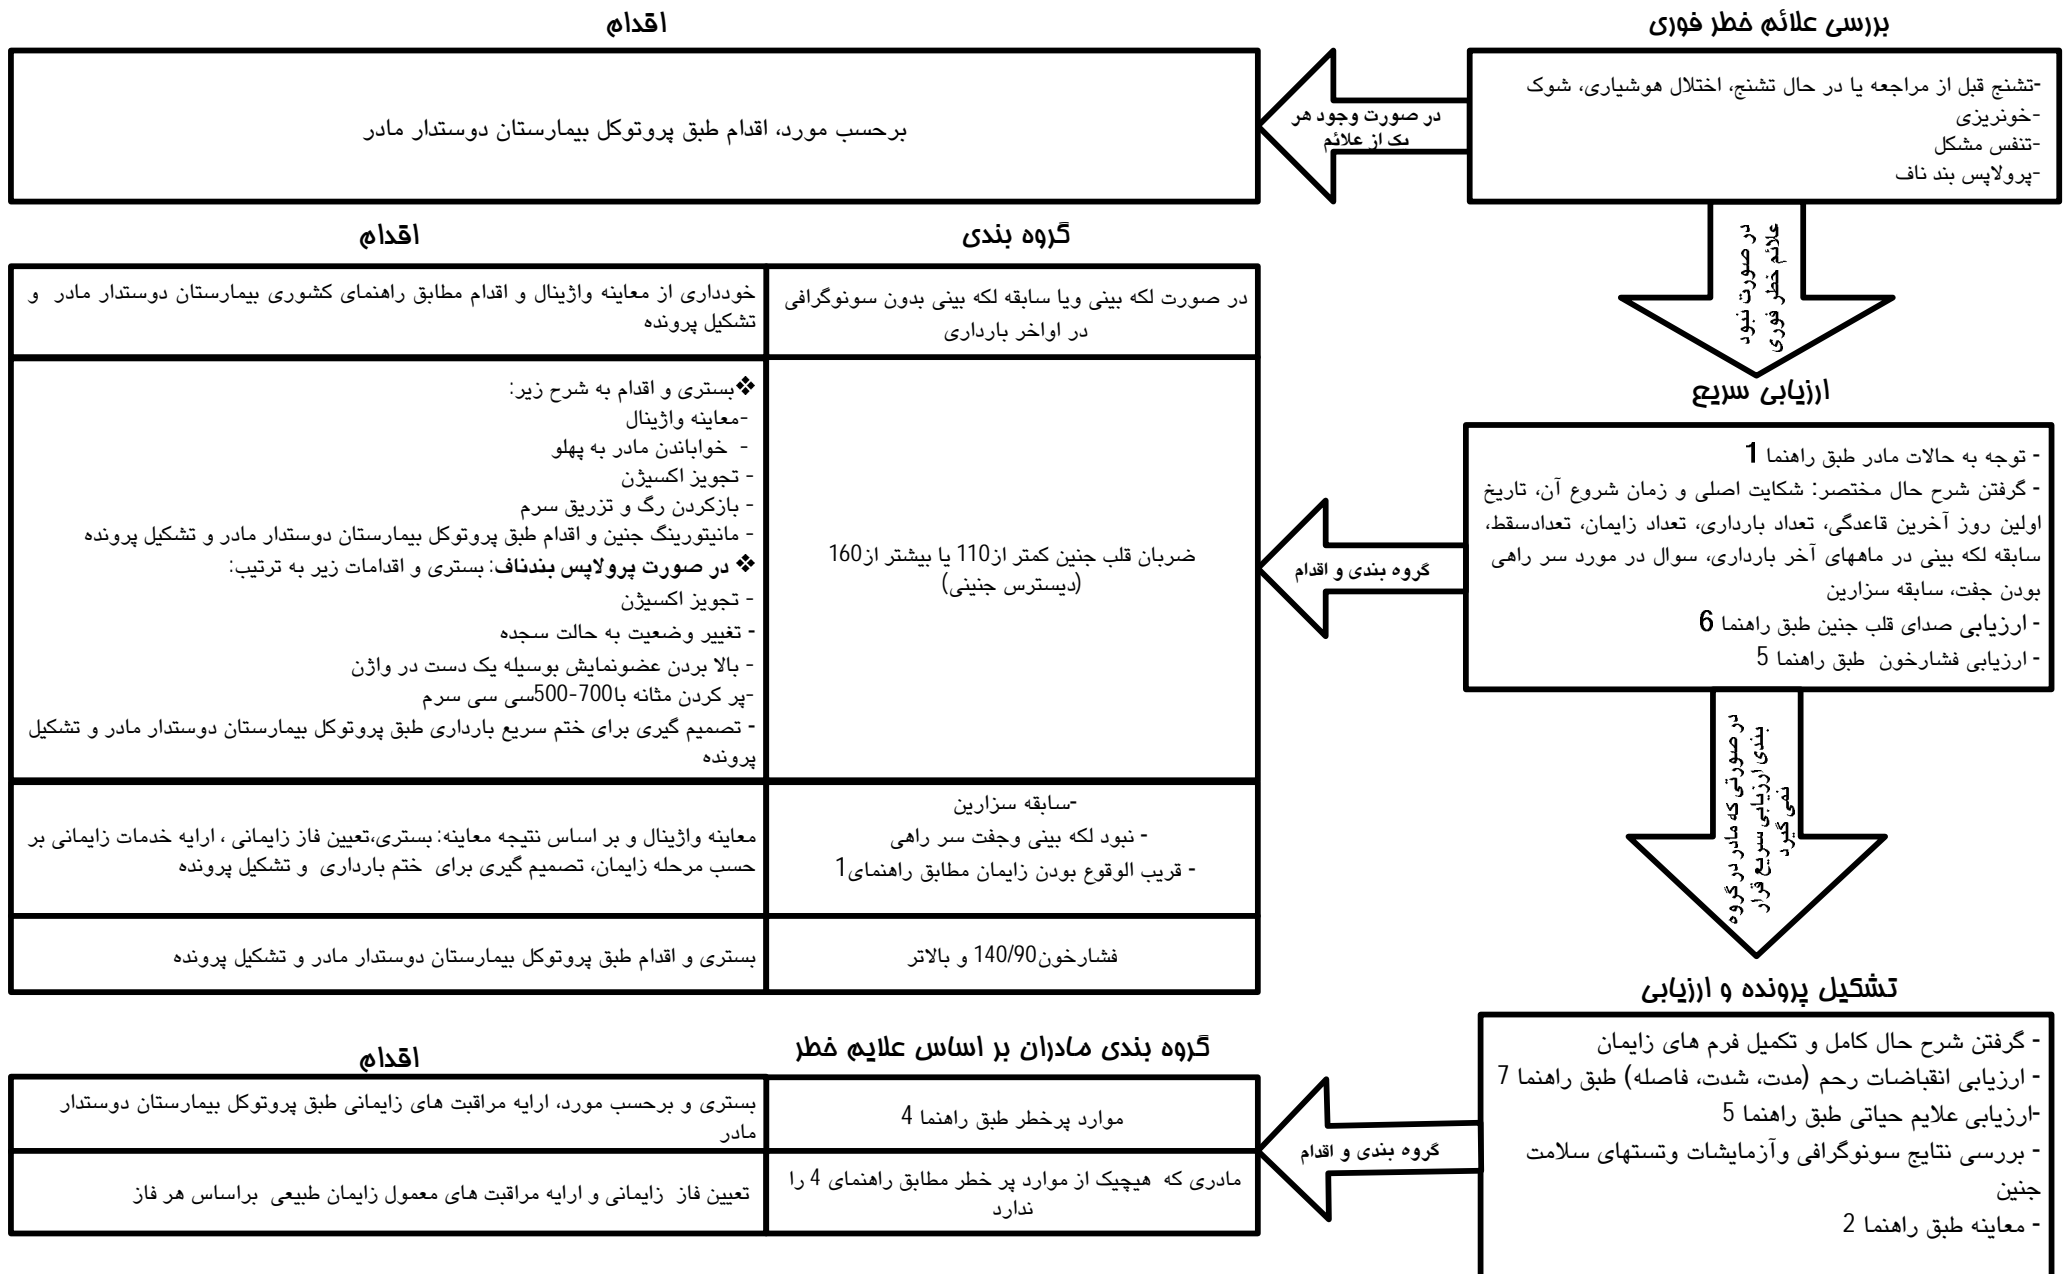 بررسی علائم خطر فوری
اقدام
-تشنج قبل از مراجعه یا در حال تشنج، اختلال هوشیاری، شوک
-خونریزی
-تنفس مشکل
-پرولاپس بند ناف
در صورت وجود هر
یک از علائم
برحسب مورد، اقدام طبق پروتوکل بیمارستان دوستدار مادر
در صورت نبود
علائم خطر فوری
ارزیابی سریع
- توجه به حالات مادر طبق راهنما 1
- گرفتن شرح حال مختصر: شکایت اصلی و زمان شروع آن، تاریخ
اولین روز آخرین قاعدگی، تعداد بارداری، تعداد زایمان، تعدادسقط،
سابقه لکه بینی در ماههای آخر بارداری، سوال در مورد سر راهی
بودن جفت، سابقه سزارین
- ارزیابی صدای قلب جنین طبق راهنما 6
- ارزیابی فشارخون طبق راهنما 5
گروه بندی و اقدام
گروه بندی
اقدام
در صورت لکه بینی ویا سابقه لکه بینی بدون سونوگرافی
در اواخر بارداری
خودداری از معاینه واژینال و اقدام مطابق راهنمای کشوری بیمارستان دوستدار مادر و
تشکیل پرونده
ضربان قلب جنین کمتر از110 یا بیشتر از160
(دیسترس جنینی)
❖بستری و اقدام به شرح زیر:
-معاینه واژینال
- خواباندن مادر به پهلو
- تجویز اکسیژن
- بازکردن رگ و تزریق سرم
- مانیتورینگ جنین و اقدام طبق پروتوکل بیمارستان دوستدار مادر و تشکیل پرونده
❖ در صورت پرولاپس بندناف: بستری و اقدامات زیر به ترتیب:
- تجویز اکسیژن
- تغییر وضعیت به حالت سجده
- بالا بردن عضونمایش بوسیله یک دست در واژن
-پر کردن مثانه با700-500سی سی سرم
- تصمیم گیری برای ختم سریع بارداری طبق پروتوکل بیمارستان دوستدار مادر و تشکیل
پرونده
-سابقه سزارین
- نبود لکه بینی وجفت سر راهی
- قریب الوقوع بودن زایمان مطابق راهنمای1
معاینه واژینال و بر اساس نتیجه معاینه: بستری،تعیین فاز زایمانی ، ارایه خدمات زایمانی بر
حسب مرحله زایمان، تصمیم گیری برای ختم بارداری و تشکیل پرونده
فشارخون140/90 و بالاتر
بستری و اقدام طبق پروتوکل بیمارستان دوستدار مادر و تشکیل پرونده
در صورتی که مادر در گروه
بندی ارزیابی سریع قرار
نمی گیرد
تشکیل پرونده و ارزیابی
- گرفتن شرح حال کامل و تکمیل فرم های زایمان
- ارزیابی انقباضات رحم (مدت، شدت، فاصله) طبق راهنما 7
-ارزیابی علایم حیاتی طبق راهنما 5
- بررسی نتایج سونوگرافی وآزمایشات وتستهای سلامت
جنین
- معاینه طبق راهنما 2
گروه بندی و اقدام
گروه بندی مادران بر اساس علایم خطر
اقدام
موارد پرخطر طبق راهنما 4
بستری و برحسب مورد، ارایه مراقبت های زایمانی طبق پروتوکل بیمارستان دوستدار
مادر
مادری که هیچیک از موارد پر خطر مطابق راهنمای 4 را
ندارد
تعیین فاز زایمانی و ارایه مراقبت های معمول زایمان طبیعی براساس هر فاز